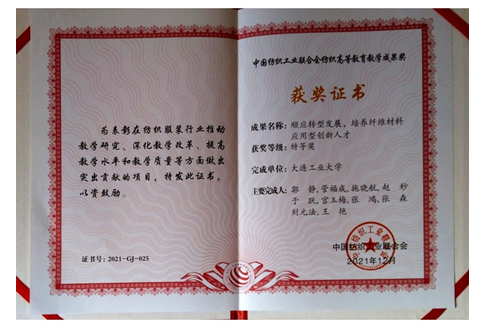 为表彰在纺织服装行业推动
教学研究、深化教学改革、提高
教学水平和教学质量等方面做出
突出贡献的项目,特发此证书,
以资鼓励。
证书号:2021-GJ-025
中国纺织工业联合会纺织高等教育教学成果奖
获奖证书
成果名称:顺应转型发展,培养纤维材料
应用型创新人才
获奖等级:特等奖
完成单位:大连工业大学
主要完成人:郭 静,管福成,施晓航,赵 秒
于 跃,宫玉梅,张 鸿,张 森
刘元法,王 艳
中国纺织工业联合会
2021年12月